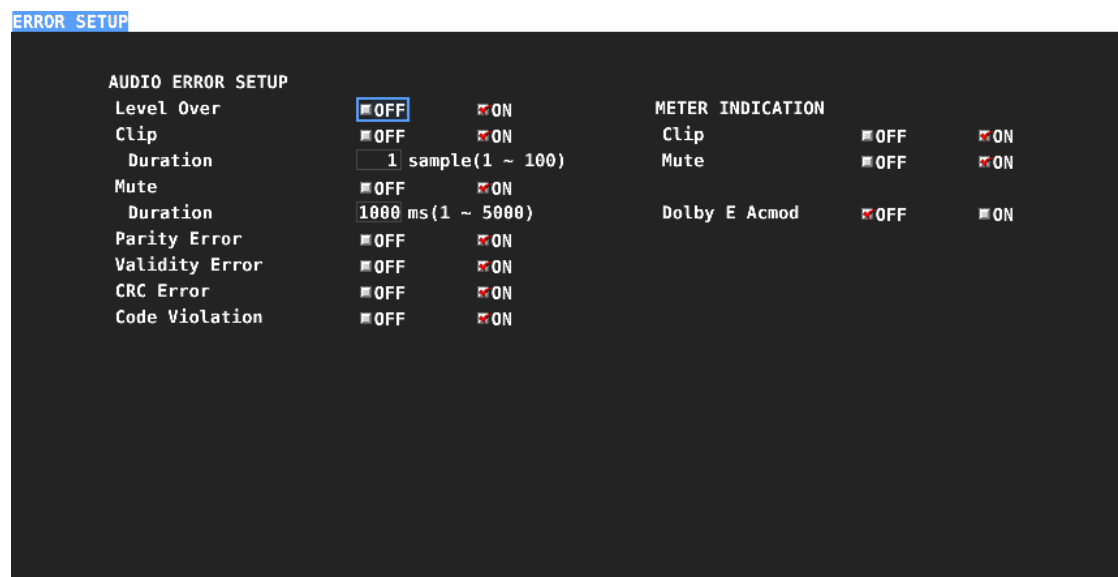 ERROR SETUP
AUDIO ERROR SETUP
Level Over OFF ON METER INDICATION
Clip OFF ON Clip OFF ON
Duration 1 sample(1 ~ 100) Mute OFF ON
Mute OFF ON
Duration 1000 ms(1 ~ 5000) Dolby E Acmod OFF ON
Parity Error OFF ON
Validity Error OFF ON
CRC Error OFF ON
Code Violation OFF ON